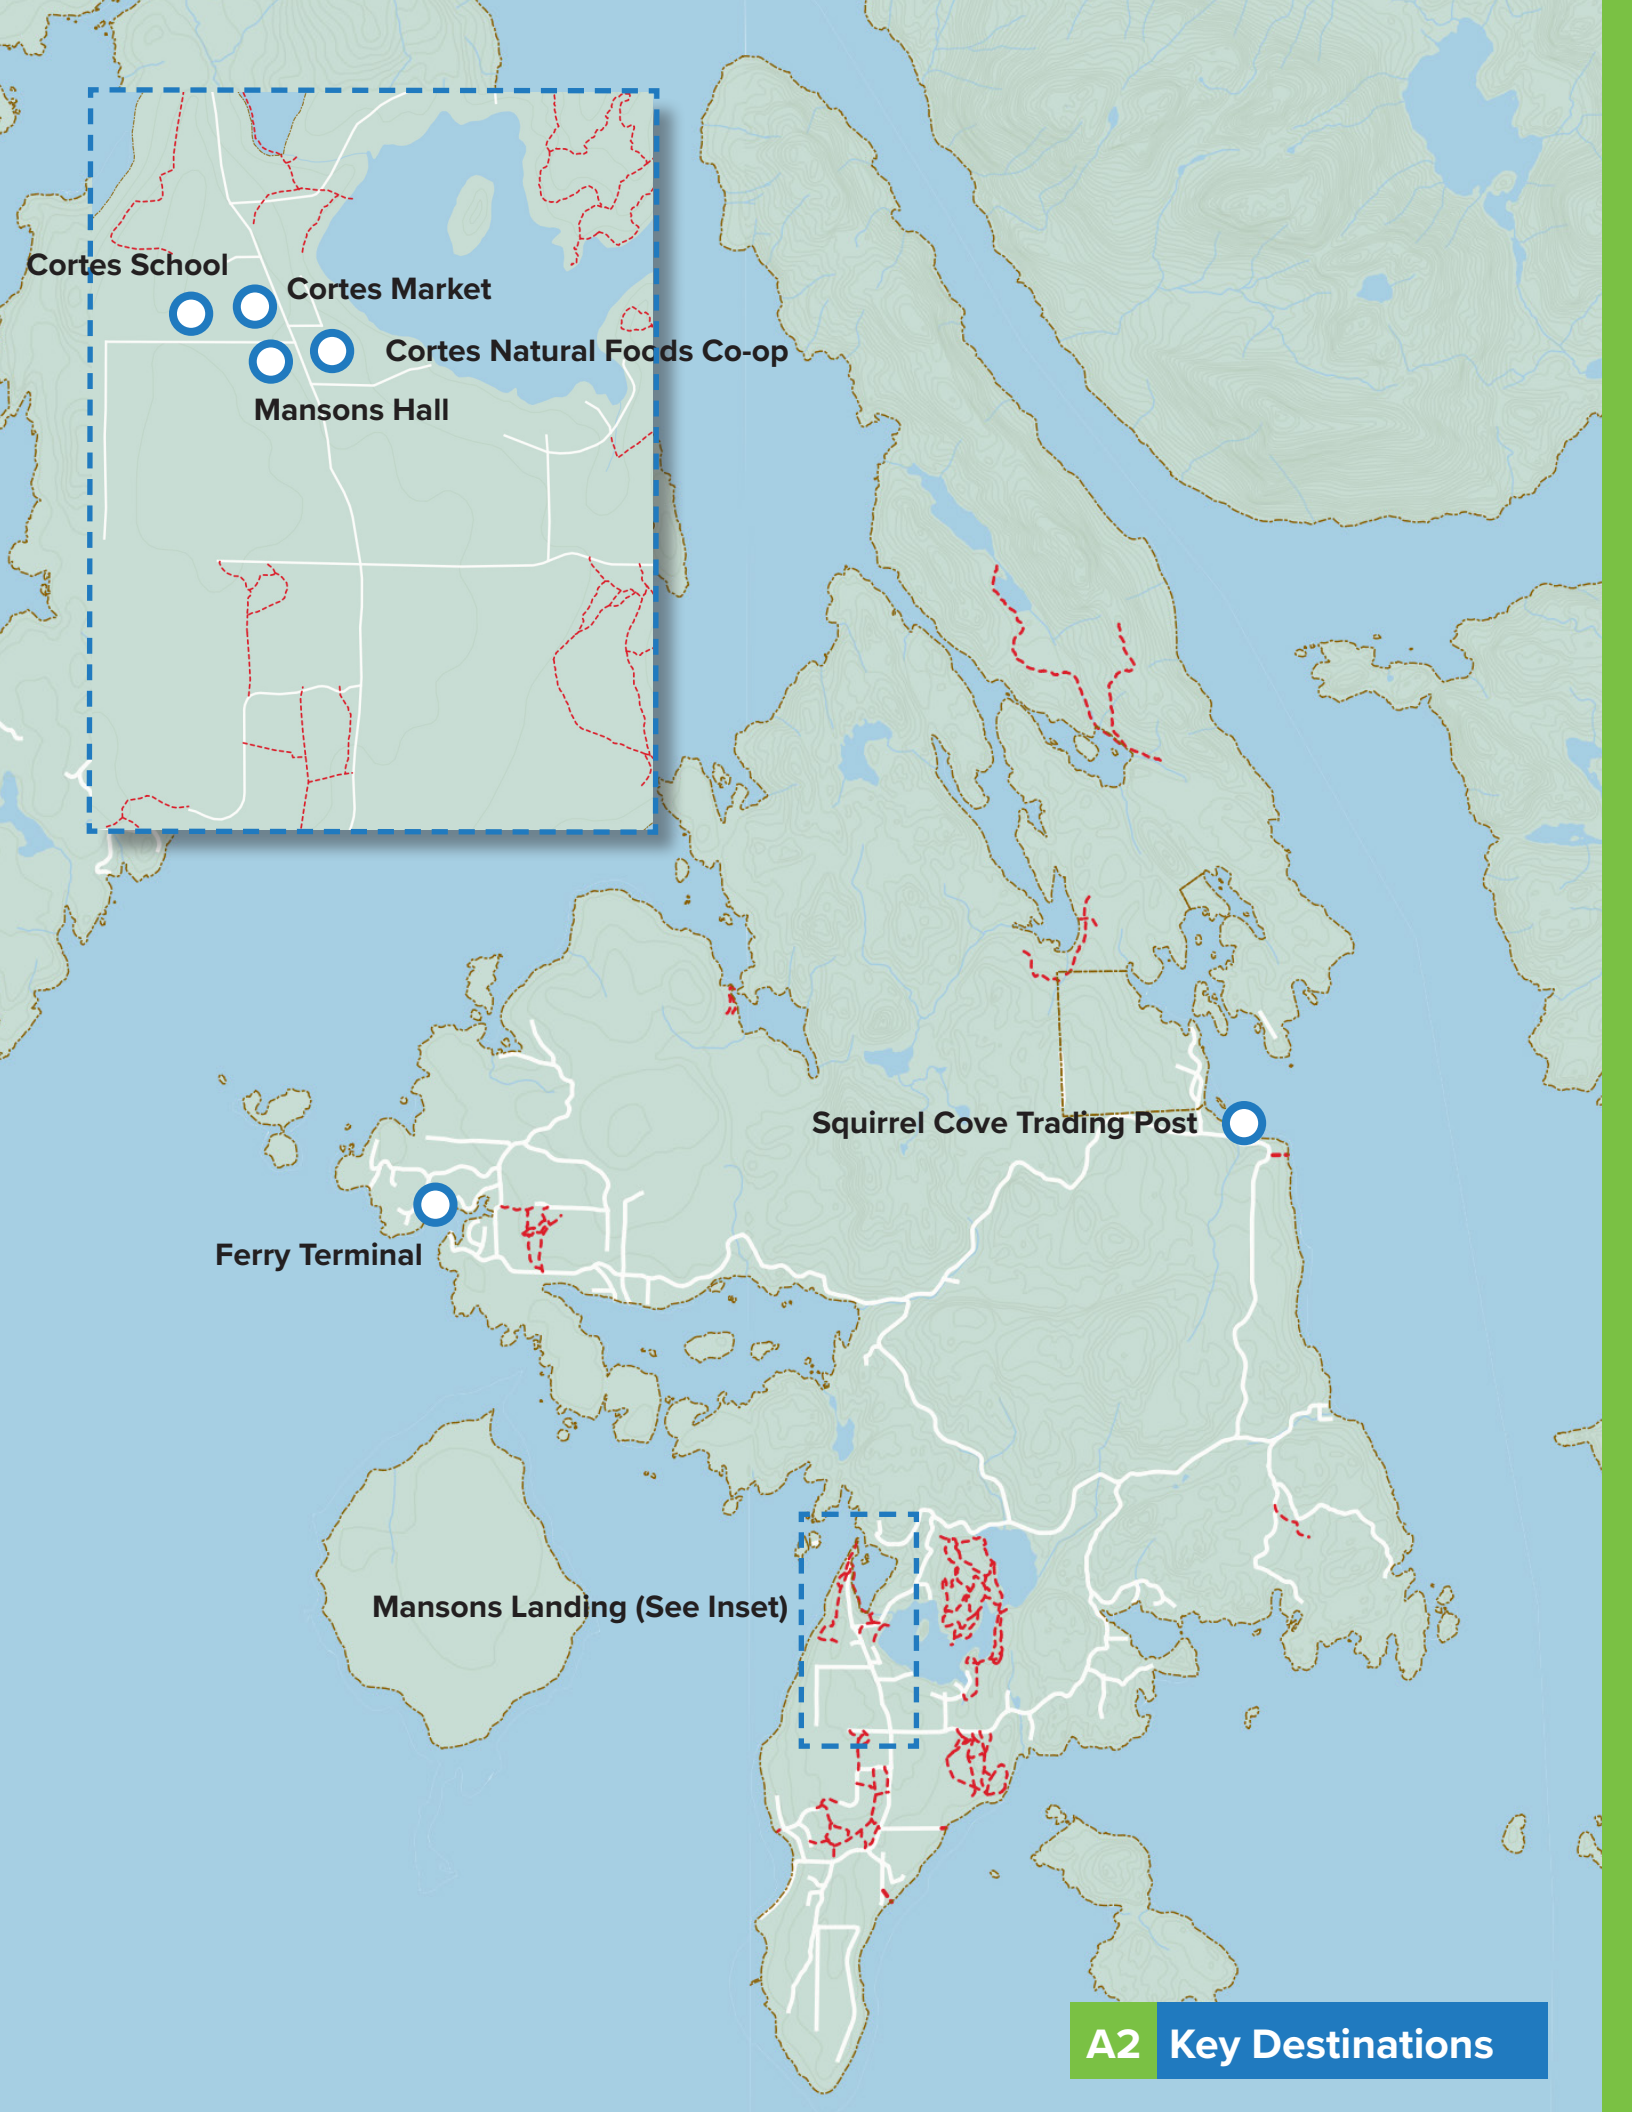 Cortes School
Cortes Market
Cortes Natural Foods Co-op
Mansons Hall
Squirrel Cove Trading Post
Ferry Terminal
Mansons Landing (See Inset)
A2 Key Destinations